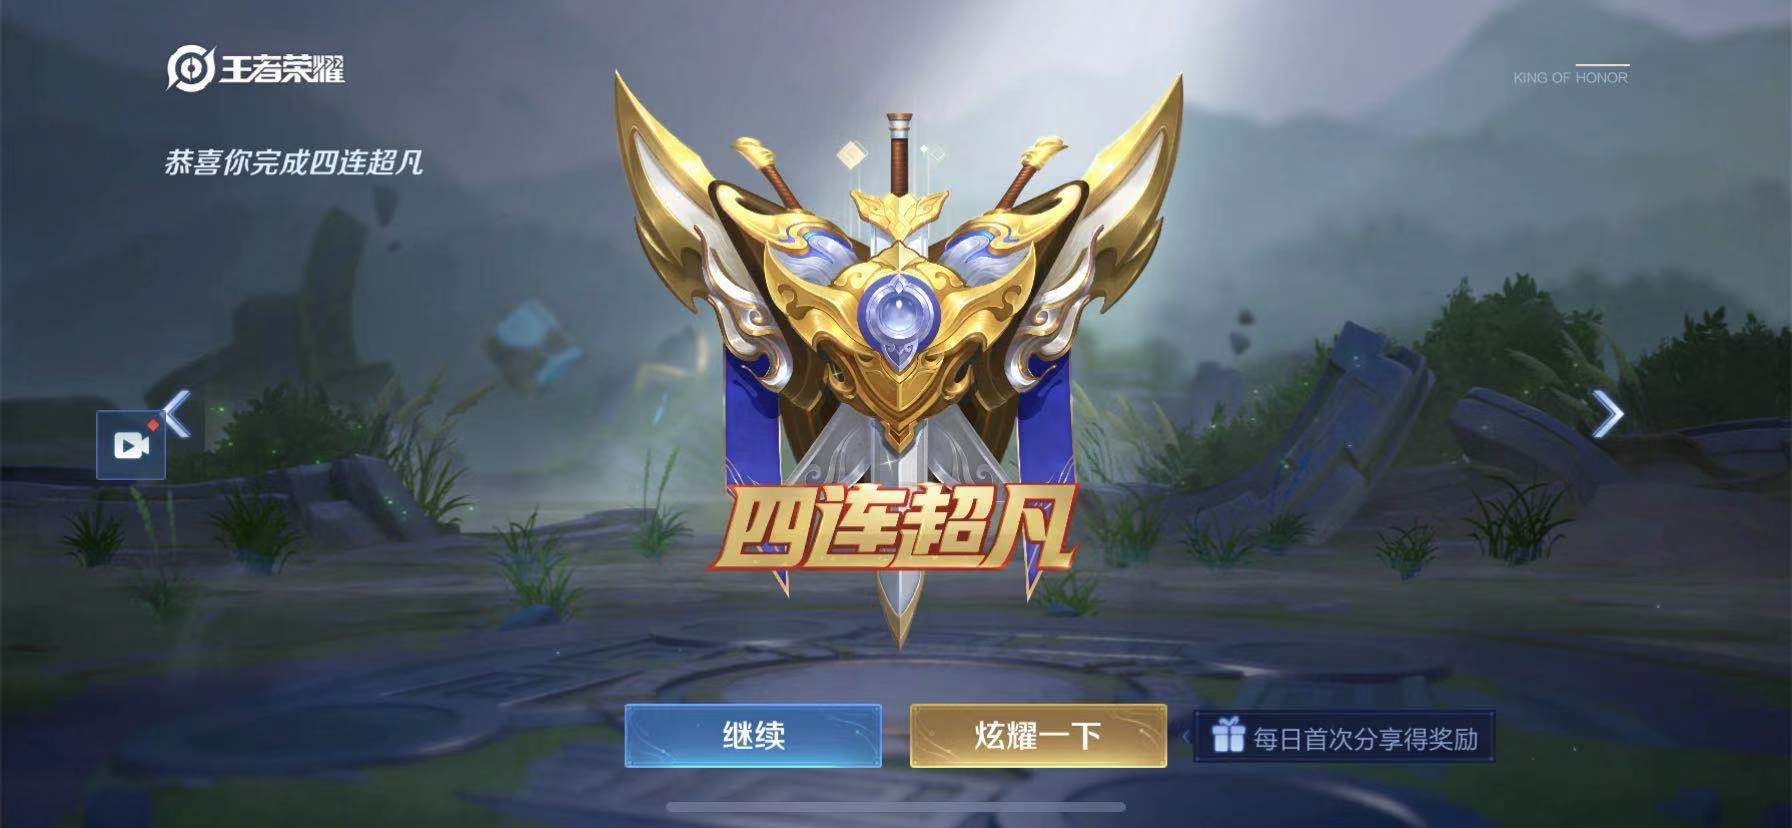 王者荣耀
KING OF HONOR
恭喜你完成四连超凡
四连超凡
继续
炫耀一下
每日首次分享得奖励